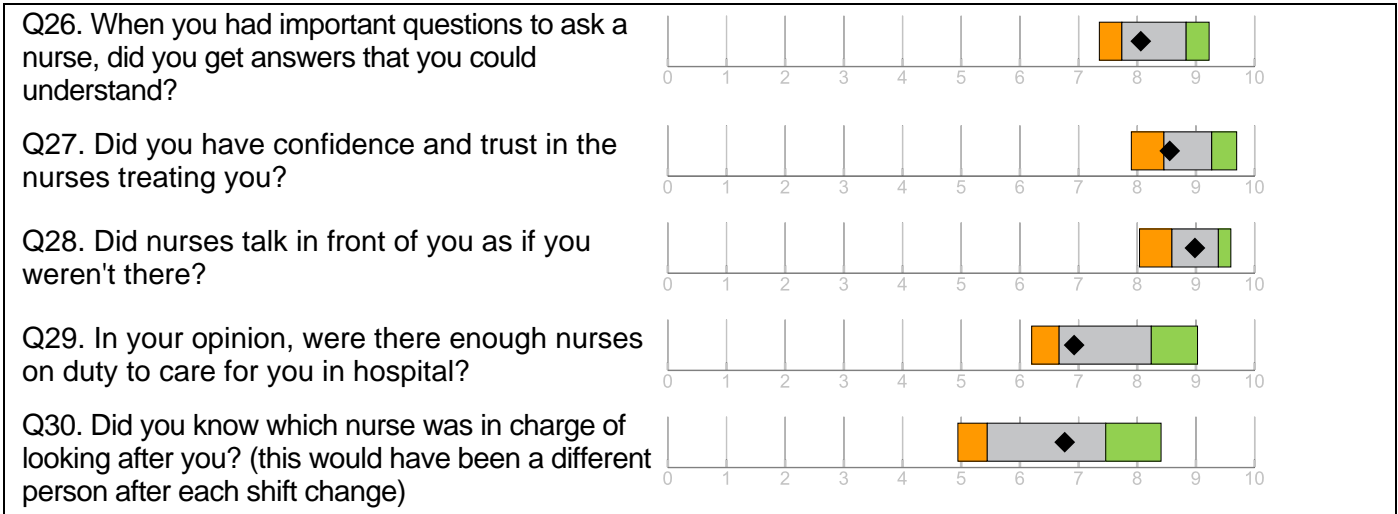 Q26. When you had important questions to ask a
nurse, did you get answers that you could
understand?
0 1 2 3 4 5 6 7 8 9 10
Q27. Did you have confidence and trust in the
nurses treating you?
0 1 2 3 4 5 6 7 8 9 10
Q28. Did nurses talk in front of you as if you
weren't there?
0 1 2 3 4 5 6 7 8 9 10
Q29. In your opinion, were there enough nurses
on duty to care for you in hospital?
0 1 2 3 4 5 6 7 8 9 10
Q30. Did you know which nurse was in charge of
looking after you? (this would have been a different
person after each shift change)
0 1 2 3 4 5 6 7 8 9 10